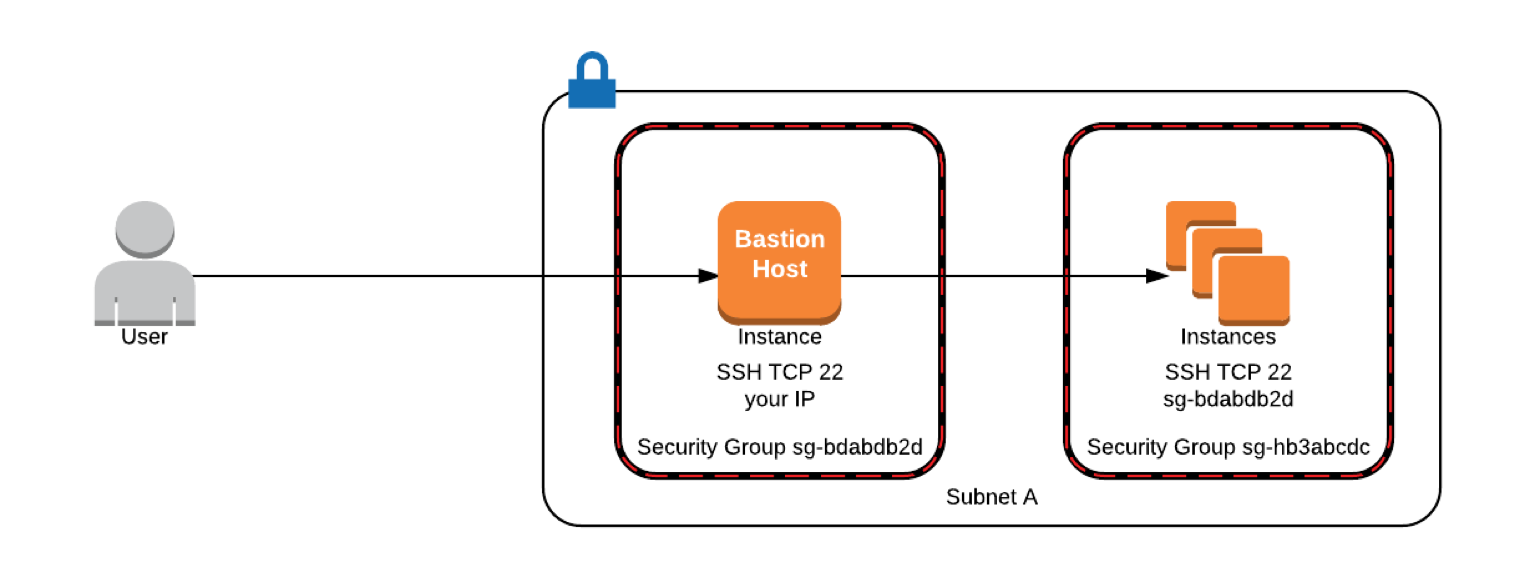 User
Bastion
Host
Instance
SSH TCP 22
your IP
Security Group sg-bdabdb2d
Instances
SSH TCP 22
sg-bdabdb2d
Security Group sg-hb3abcdc
Subnet A